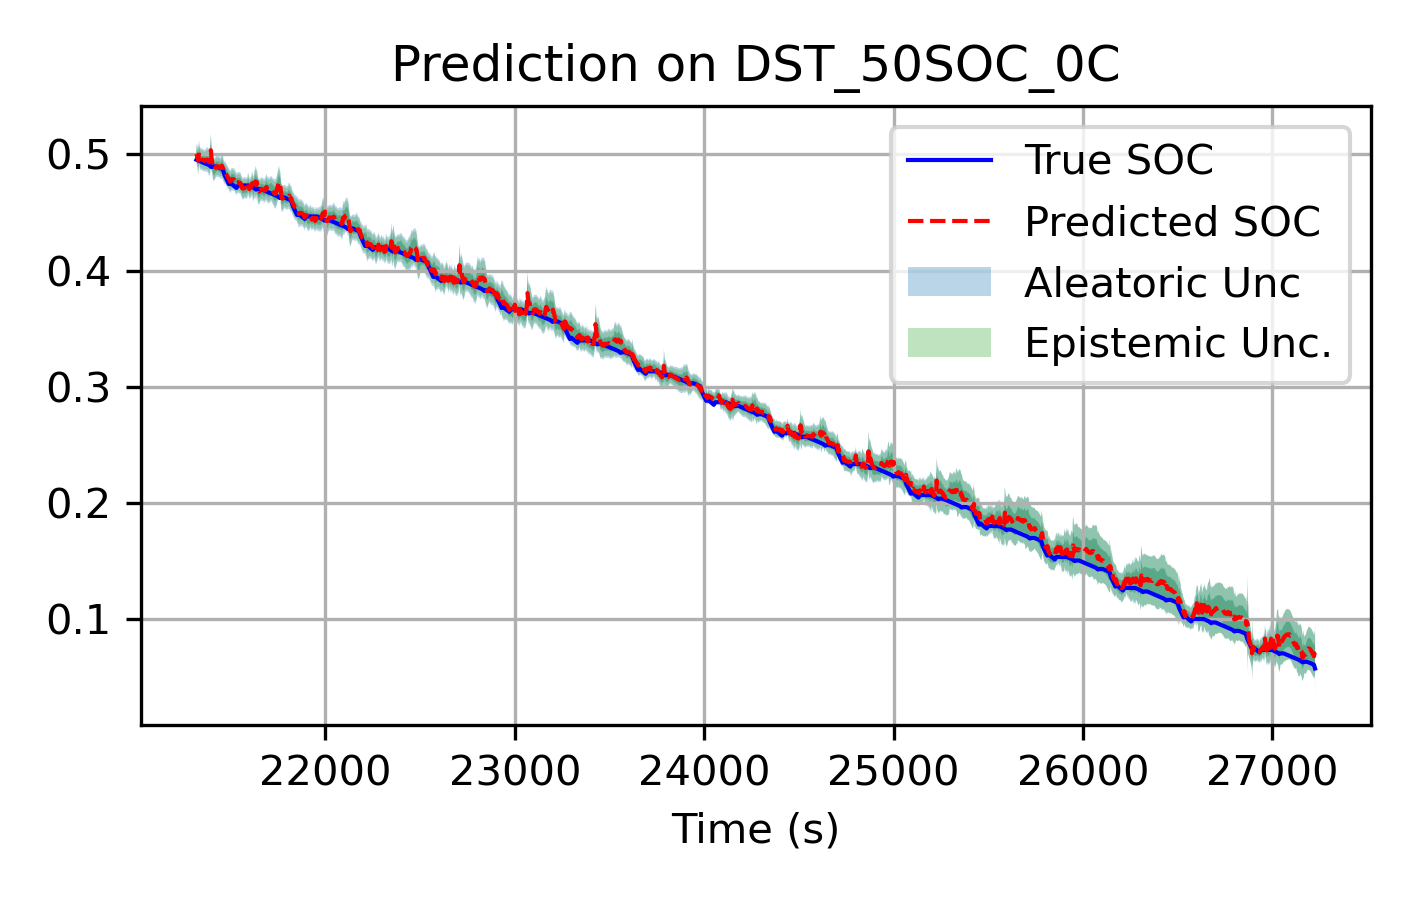 Prediction on DST_50SOC_0C
0.5
0.4
0.3
0.2
0.1
True SOC
Predicted SOC
Aleatoric Unc
Epistemic Unc.
22000 23000 24000 25000 26000 27000
Time (s)